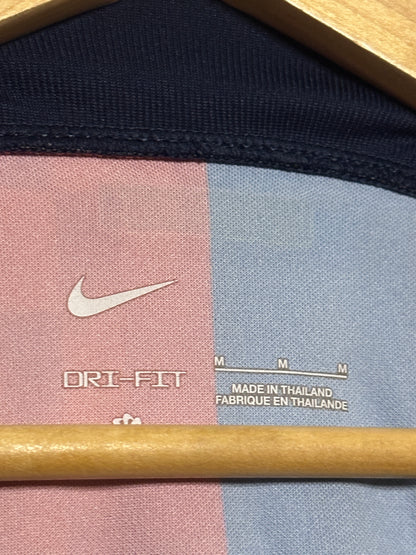 DRI-FIT
M M M
MADE IN THAILAND
FABRIQUE EN THAILANDE